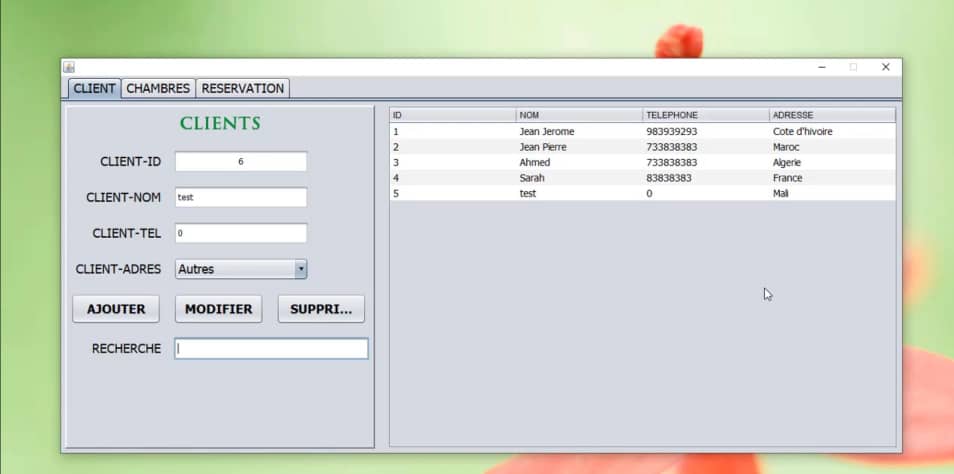 CLIENT CHAMBRES RESERVATION
CLIENTS
CLIENT-ID 6
CLIENT-NOM test
CLIENT-TEL 0
CLIENT-ADRES Autres
AJOUTER MODIFIER SUPPRI...
RECHERCHE
ID NOM TELEPHONE ADRESSE
1 Jean Jerome 983939293 Cote d'hivoire
2 Jean Pierre 733838383 Maroc
3 Ahmed 733838383 Algerie
4 Sarah 83838383 France
5 test 0 Mali